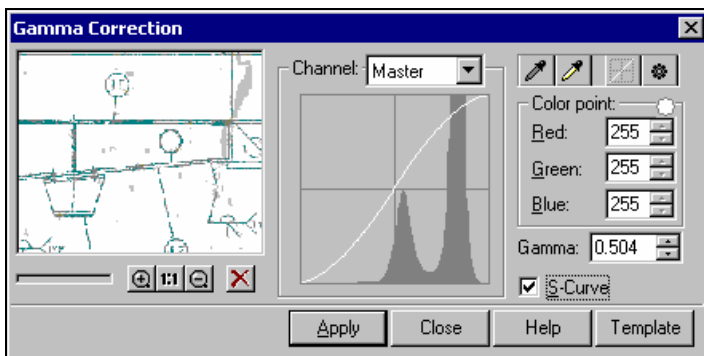 Gamma Correction
Channel: Master
Color point:
Red: 255
Green: 255
Blue: 255
Gamma: 0.504
1:1
S-Curve
Apply Close Help Template